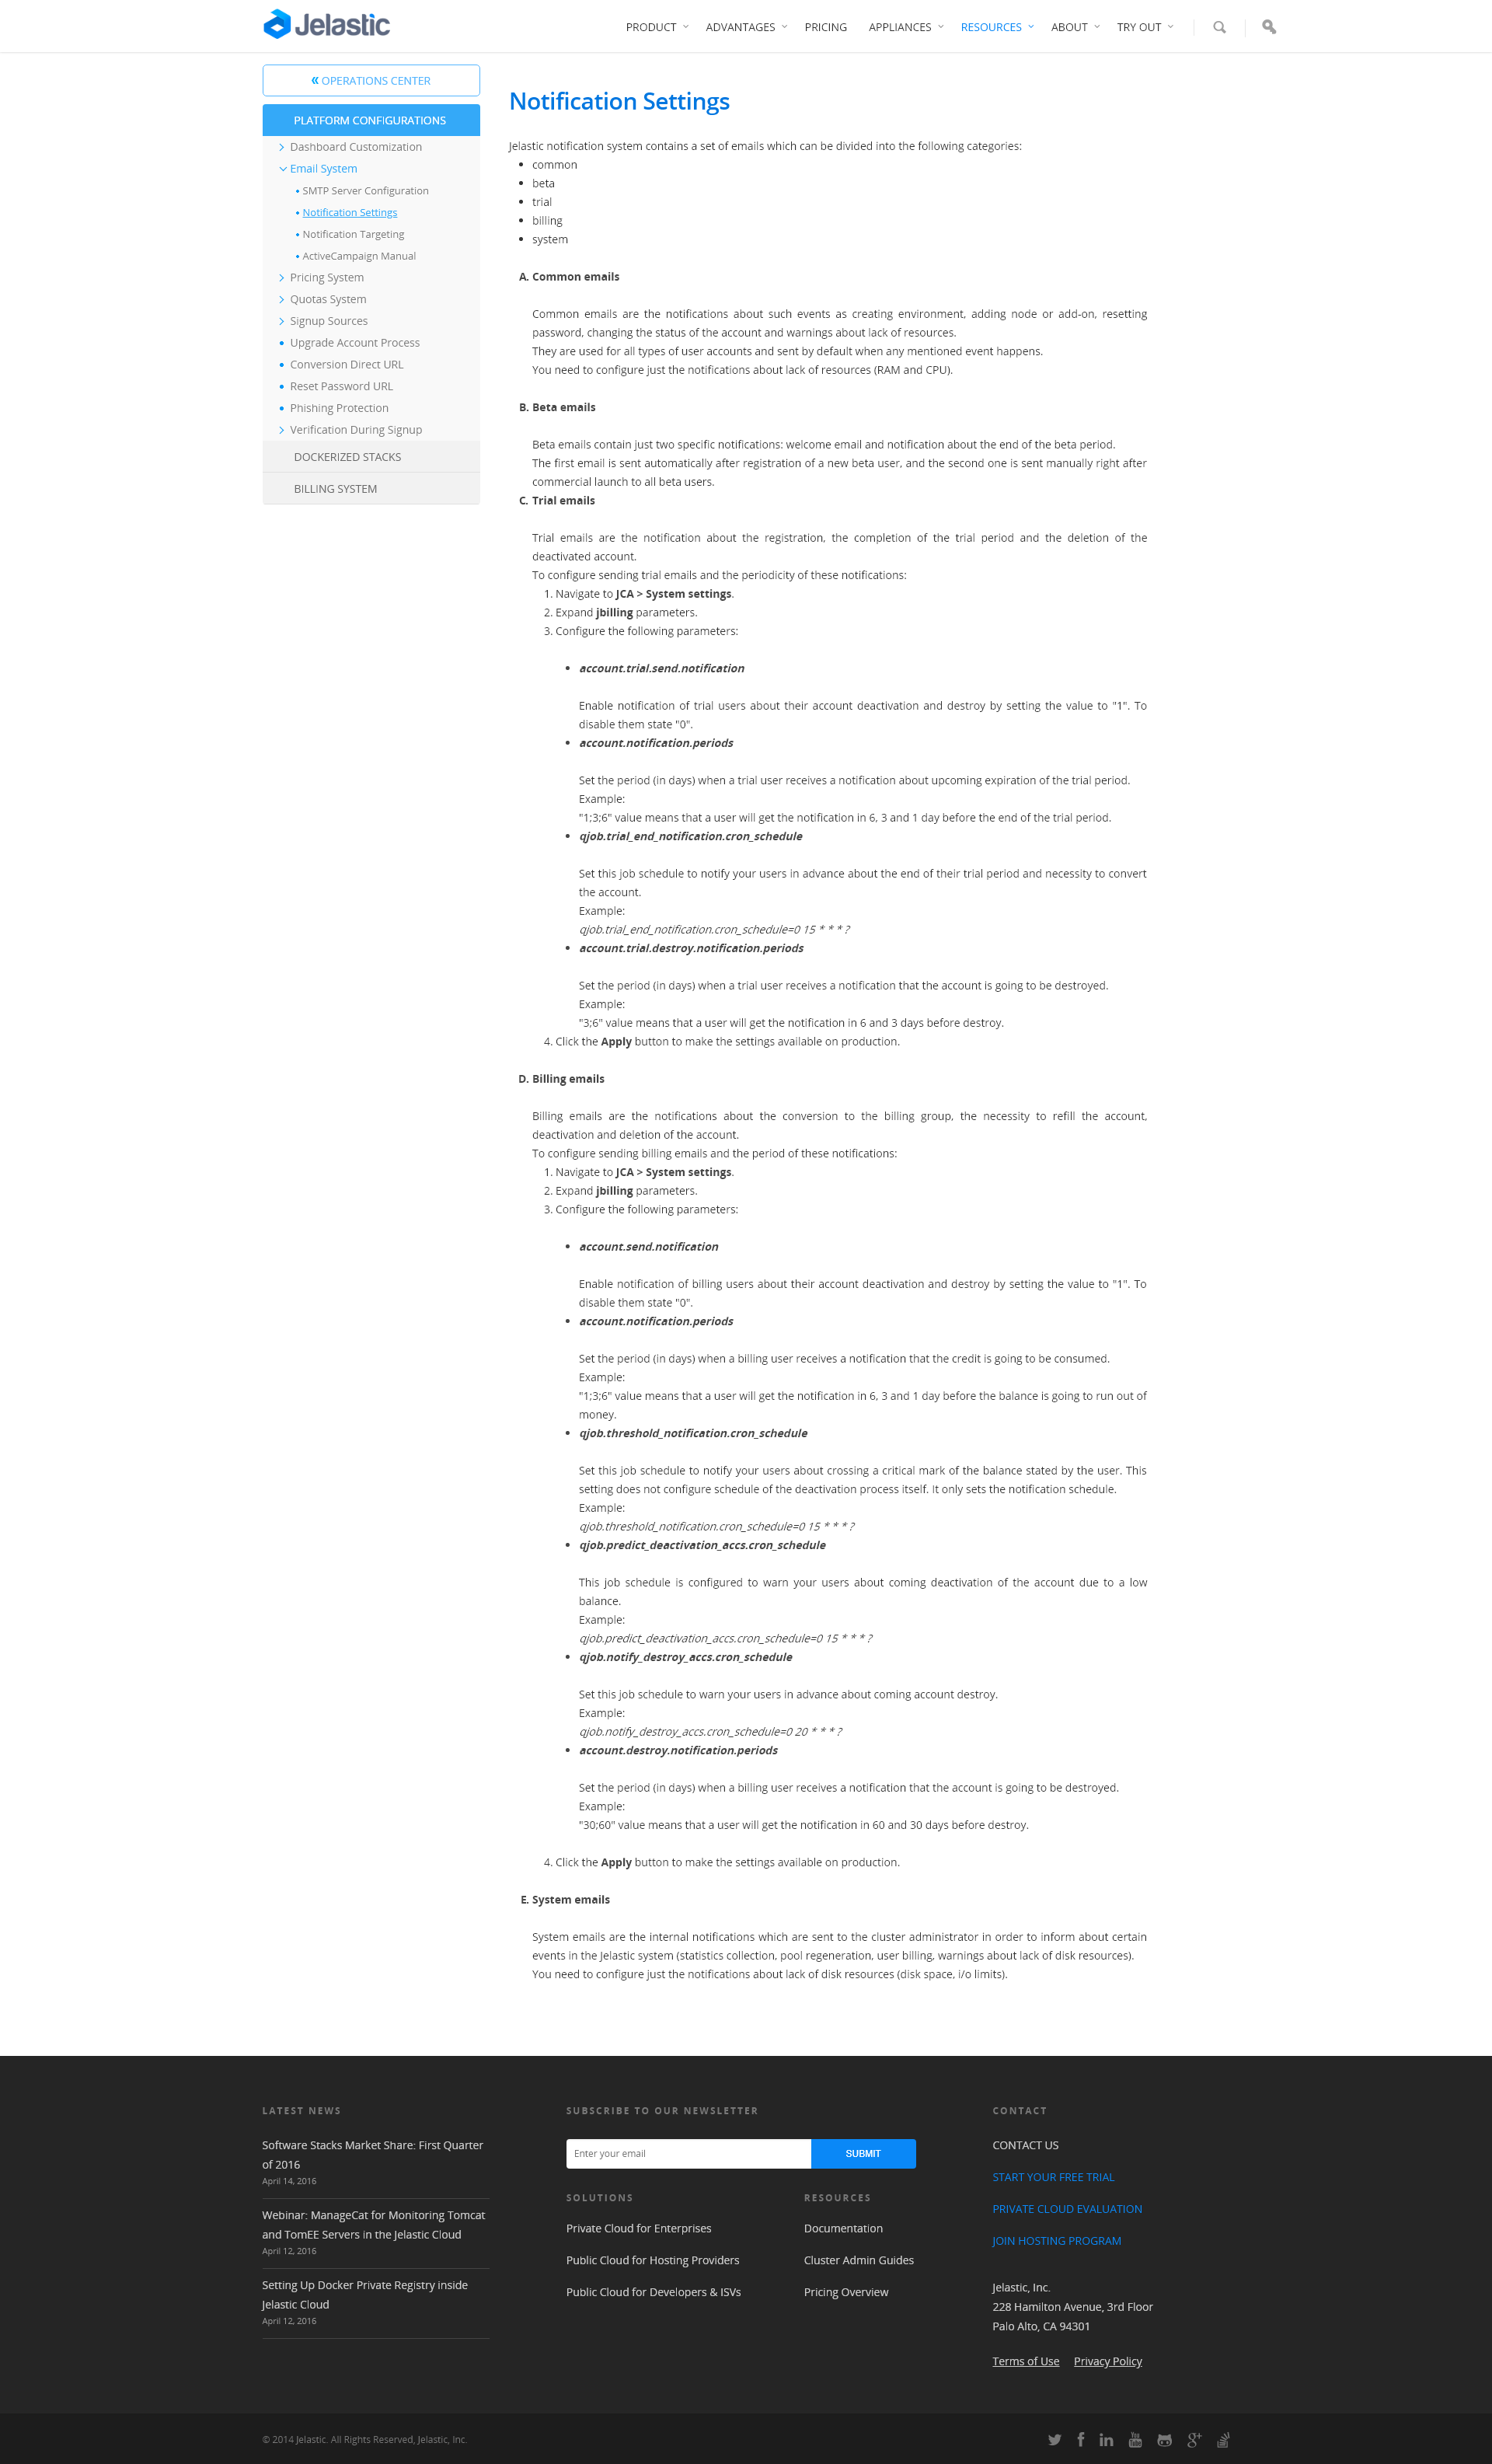 Jelastic
PRODUCT
ADVANTAGES
PRICING
APPLIANCES
RESOURCES
ABOUT
TRY OUT
« OPERATIONS CENTER
PLATFORM CONFIGURATIONS
Dashboard Customization
Email System
• SMTP Server Configuration
• Notification Settings
• Notification Targeting
• ActiveCampaign Manual
Pricing System
Quotas System
Signup Sources
• Upgrade Account Process
• Conversion Direct URL
• Reset Password URL
• Phishing Protection
Verification During Signup
DOCKERIZED STACKS
BILLING SYSTEM
Notification Settings
Jelastic notification system contains a set of emails which can be divided into the following categories:
• common
• beta
• trial
• billing
• system
A. Common emails
Common emails are the notifications about such events as creating environment, adding node or add-on, resetting
password, changing the status of the account and warnings about lack of resources.
They are used for all types of user accounts and sent by default when any mentioned event happens.
You need to configure just the notifications about lack of resources (RAM and CPU).
B. Beta emails
Beta emails contain just two specific notifications: welcome email and notification about the end of the beta period.
The first email is sent automatically after registration of a new beta user, and the second one is sent manually right after
commercial launch to all beta users.
C. Trial emails
Trial emails are the notification about the registration, the completion of the trial period and the deletion of the
deactivated account.
To configure sending trial emails and the periodicity of these notifications:
1. Navigate to JCA > System settings.
2. Expand jbilling parameters.
3. Configure the following parameters:
• account.trial.send.notification
Enable notification of trial users about their account deactivation and destroy by setting the value to "1". To
disable them state "0".
• account.notification.periods
Set the period (in days) when a trial user receives a notification about upcoming expiration of the trial period.
Example:
"1;3;6" value means that a user will get the notification in 6, 3 and 1 day before the end of the trial period.
• qjob.trial_end_notification.cron_schedule
Set this job schedule to notify your users in advance about the end of their trial period and necessity to convert
the account.
Example:
qjob.trial_end_notification.cron_schedule=0 15 * * * ?
• account.trial.destroy.notification.periods
Set the period (in days) when a trial user receives a notification that the account is going to be destroyed.
Example:
"3;6" value means that a user will get the notification in 6 and 3 days before destroy.
4. Click the Apply button to make the settings available on production.
D. Billing emails
Billing emails are the notifications about the conversion to the billing group, the necessity to refill the account,
deactivation and deletion of the account.
To configure sending billing emails and the period of these notifications:
1. Navigate to JCA > System settings.
2. Expand jbilling parameters.
3. Configure the following parameters:
• account.send.notification
Enable notification of billing users about their account deactivation and destroy by setting the value to "1". To
disable them state "0".
• account.notification.periods
Set the period (in days) when a billing user receives a notification that the credit is going to be consumed.
Example:
"1;3;6" value means that a user will get the notification in 6, 3 and 1 day before the balance is going to run out of
money.
• qjob.threshold_notification.cron_schedule
Set this job schedule to notify your users about crossing a critical mark of the balance stated by the user. This
setting does not configure schedule of the deactivation process itself. It only sets the notification schedule.
Example:
qjob.threshold_notification.cron_schedule=0 15 * * * ?
• qjob.predict_deactivation_accs.cron_schedule
This job schedule is configured to warn your users about coming deactivation of the account due to a low
balance.
Example:
qjob.predict_deactivation_accs.cron_schedule=0 15 * * * ?
• qjob.notify_destroy_accs.cron_schedule
Set this job schedule to warn your users in advance about coming account destroy.
Example:
qjob.notify_destroy_accs.cron_schedule=0 20 * * * ?
• account.destroy.notification.periods
Set the period (in days) when a billing user receives a notification that the account is going to be destroyed.
Example:
"30;60" value means that a user will get the notification in 60 and 30 days before destroy.
4. Click the Apply button to make the settings available on production.
E. System emails
System emails are the internal notifications which are sent to the cluster administrator in order to inform about certain
events in the Jelastic system (statistics collection, pool regeneration, user billing, warnings about lack of disk resources).
You need to configure just the notifications about lack of disk resources (disk space, i/o limits).
LATEST NEWS
Software Stacks Market Share: First Quarter
of 2016
April 14, 2016
Webinar: ManageCat for Monitoring Tomcat
and TomEE Servers in the Jelastic Cloud
April 12, 2016
Setting Up Docker Private Registry inside
Jelastic Cloud
April 12, 2016
SUBSCRIBE TO OUR NEWSLETTER
Enter your email
SUBMIT
SOLUTIONS
Private Cloud for Enterprises
Public Cloud for Hosting Providers
Public Cloud for Developers & ISVs
RESOURCES
Documentation
Cluster Admin Guides
Pricing Overview
CONTACT
CONTACT US
START YOUR FREE TRIAL
PRIVATE CLOUD EVALUATION
JOIN HOSTING PROGRAM
Jelastic, Inc.
228 Hamilton Avenue, 3rd Floor
Palo Alto, CA 94301
Terms of Use
Privacy Policy
© 2014 Jelastic. All Rights Reserved, Jelastic, Inc.